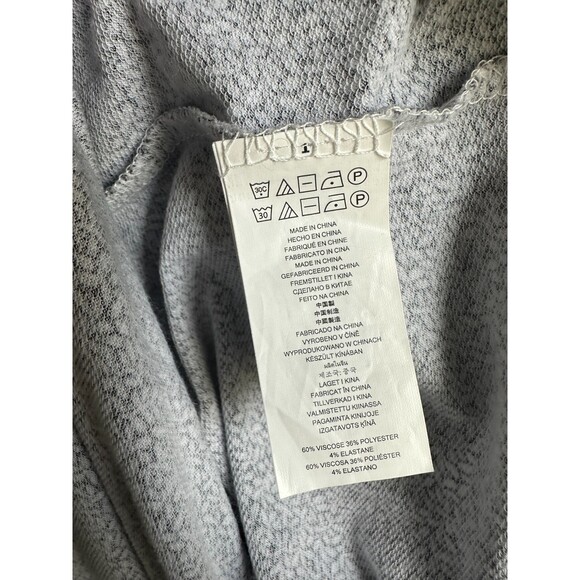 1
30C P
30 P
MADE IN CHINA
HECHO EN CHINA
FABRIQUÉ EN CHINE
FABBRICATO IN CINA
MADE IN CHINA
GEFABRICEERD IN CHINA
FREMSTILLET I KINA
СДЕЛАНО В КИТАЕ
FEITO NA CHINA
中国製
中国制造
中國製造
FABRICADO NA CHINA
VYROBENO V ČÍNĚ
WYPRODUKOWANO W CHINACH
KÉSZÜLT KÍNÁBAN
ผลิตในจีน
제조국: 중국
LAGET I KINA
FABRICAT ÎN CHINA
TILLVERKAD I KINA
VALMISTETTU KIINASSA
PAGAMINTA KINIJOJE
IZGATAVOTS ĶĪNĀ
60% VISCOSE 36% POLYESTER
4% ELASTANE
60% VISCOSA 36% POLIÉSTER
4% ELASTANO